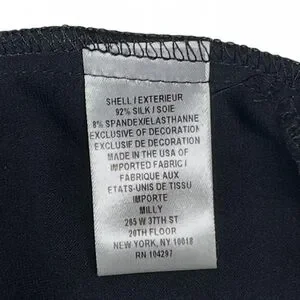 SHELL / EXTERIEUR
92% SILK / SOIE
8% SPANDEX/ELASTHANNE
EXCLUSIVE OF DECORATION
EXCLUSIF DE DECORATION
MADE IN THE USA OF
IMPORTED FABRIC /
FABRIQUE AUX
ETATS-UNIS DE TISSU
IMPORTE
MILLY
265 W 37TH ST
20TH FLOOR
NEW YORK, NY 10018
RN 104297